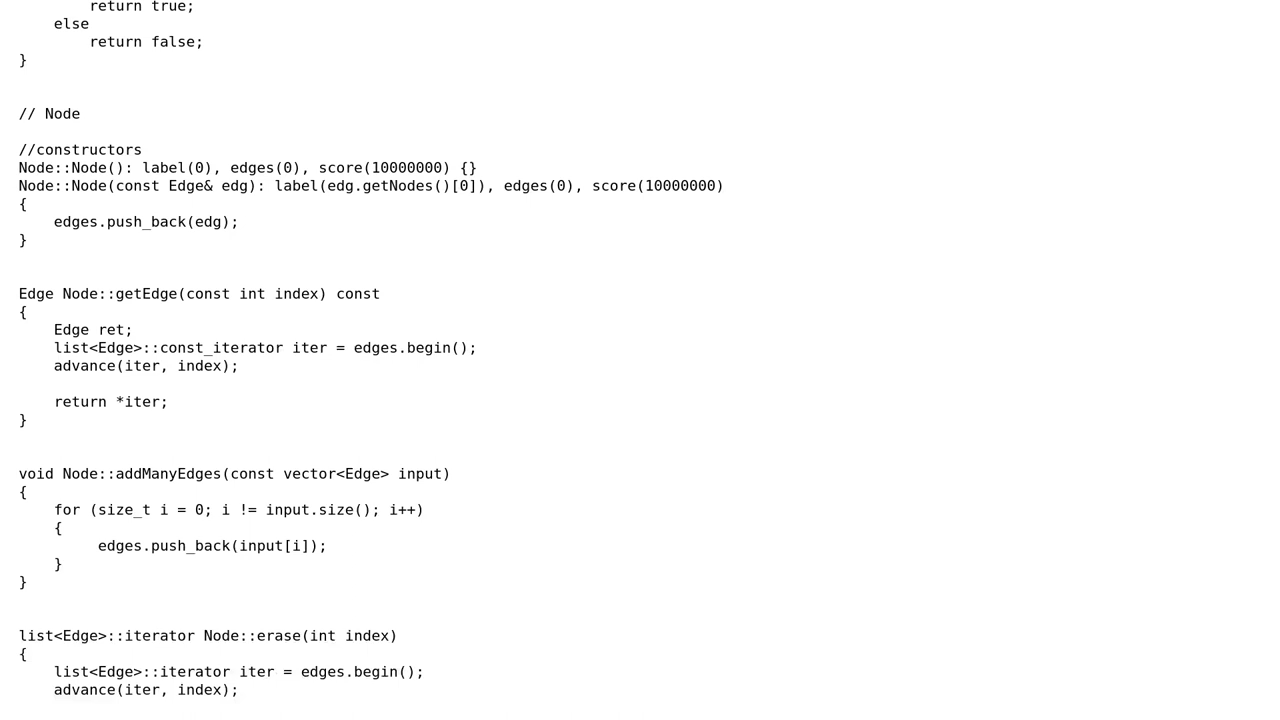 return true;
    else
        return false;
}
// Node
//constructors
Node::Node(): label(0), edges(0), score(10000000) {}
Node::Node(const Edge& edg): label(edg.getNodes()[0]), edges(0), score(10000000)
{
    edges.push_back(edg);
}
Edge Node::getEdge(const int index) const
{
    Edge ret;
    list<Edge>::const_iterator iter = edges.begin();
    advance(iter, index);
    return *iter;
}
void Node::addManyEdges(const vector<Edge> input)
{
    for (size_t i = 0; i != input.size(); i++)
    {
         edges.push_back(input[i]);
    }
}
list<Edge>::iterator Node::erase(int index)
{
    list<Edge>::iterator iter = edges.begin();
    advance(iter, index);